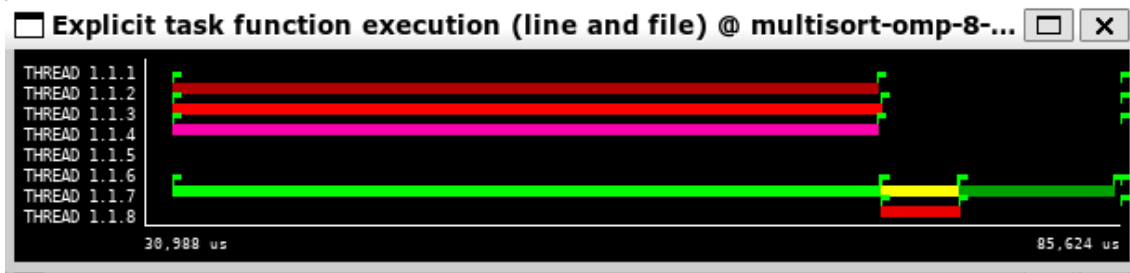 Explicit task function execution (line and file) @ multisort-omp-8-...
THREAD 1.1.1
THREAD 1.1.2
THREAD 1.1.3
THREAD 1.1.4
THREAD 1.1.5
THREAD 1.1.6
THREAD 1.1.7
THREAD 1.1.8
30,988 us 85,624 us